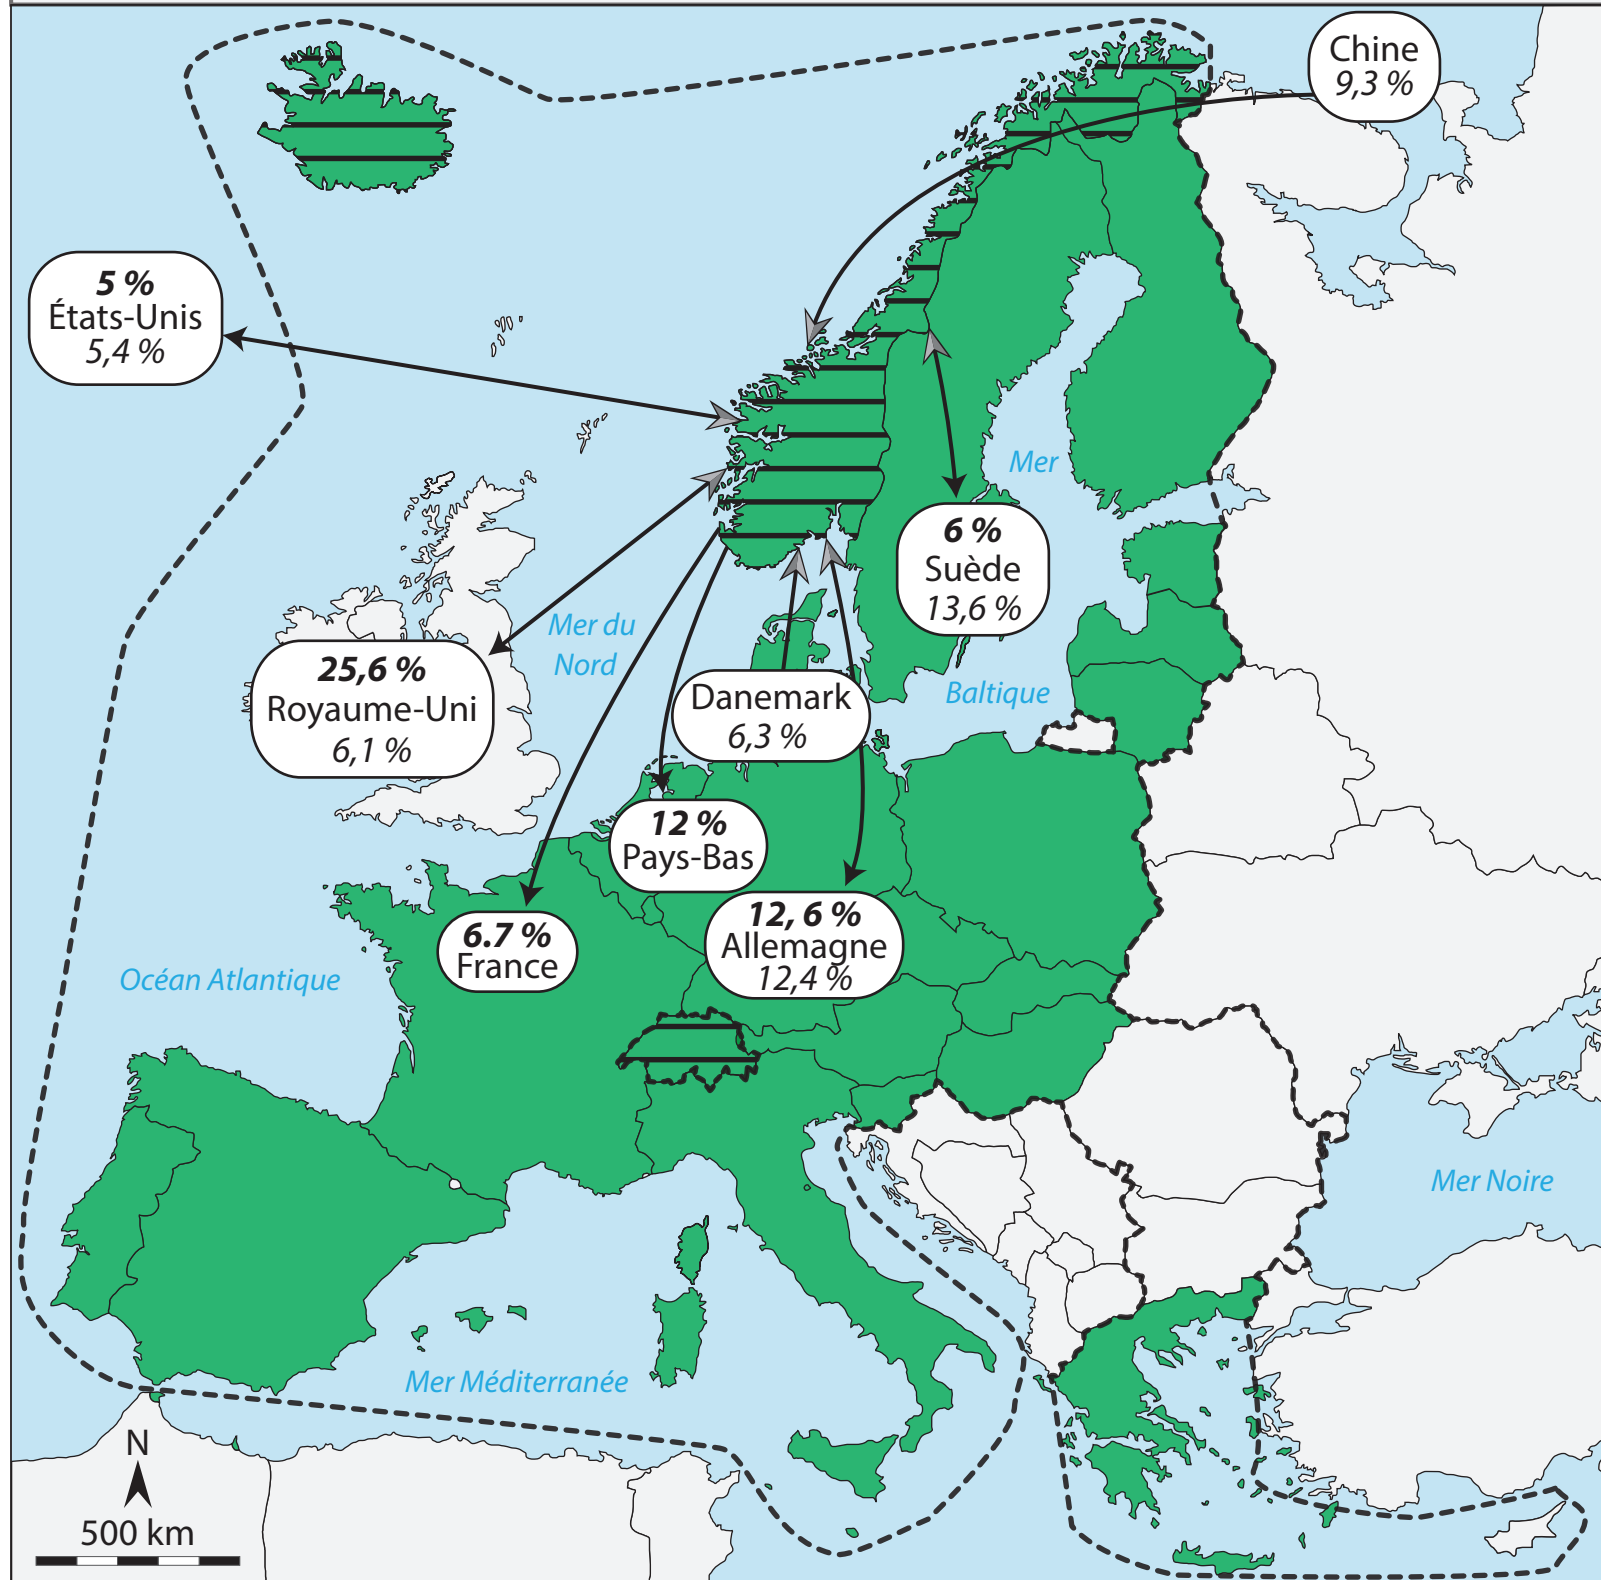 Chine
9,3 %
5 %
États-Unis
5,4 %
Mer
6 %
Suède
13,6 %
Mer du
Nord
25,6 %
Royaume-Uni
6,1 %
Danemark
6,3 %
Baltique
12 %
Pays-Bas
6.7 %
France
12, 6 %
Allemagne
12,4 %
Océan Atlantique
Mer Noire
Mer Méditerranée
N
500 km